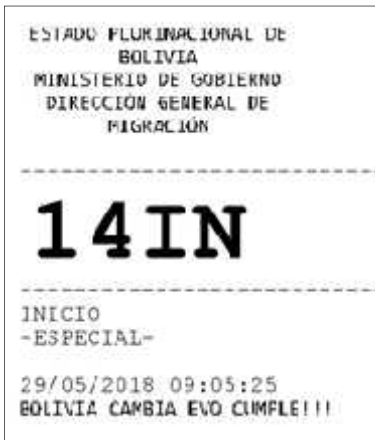 ESTADO PLURINACIONAL DE
BOLIVIA
MINISTERIO DE GOBIERNO
DIRECCIÓN GENERAL DE
MIGRACIÓN
14IN
INICIO
-ESPECIAL-
29/05/2018 09:05:25
BOLIVIA CAMBIA EVO CUMPLE!!!